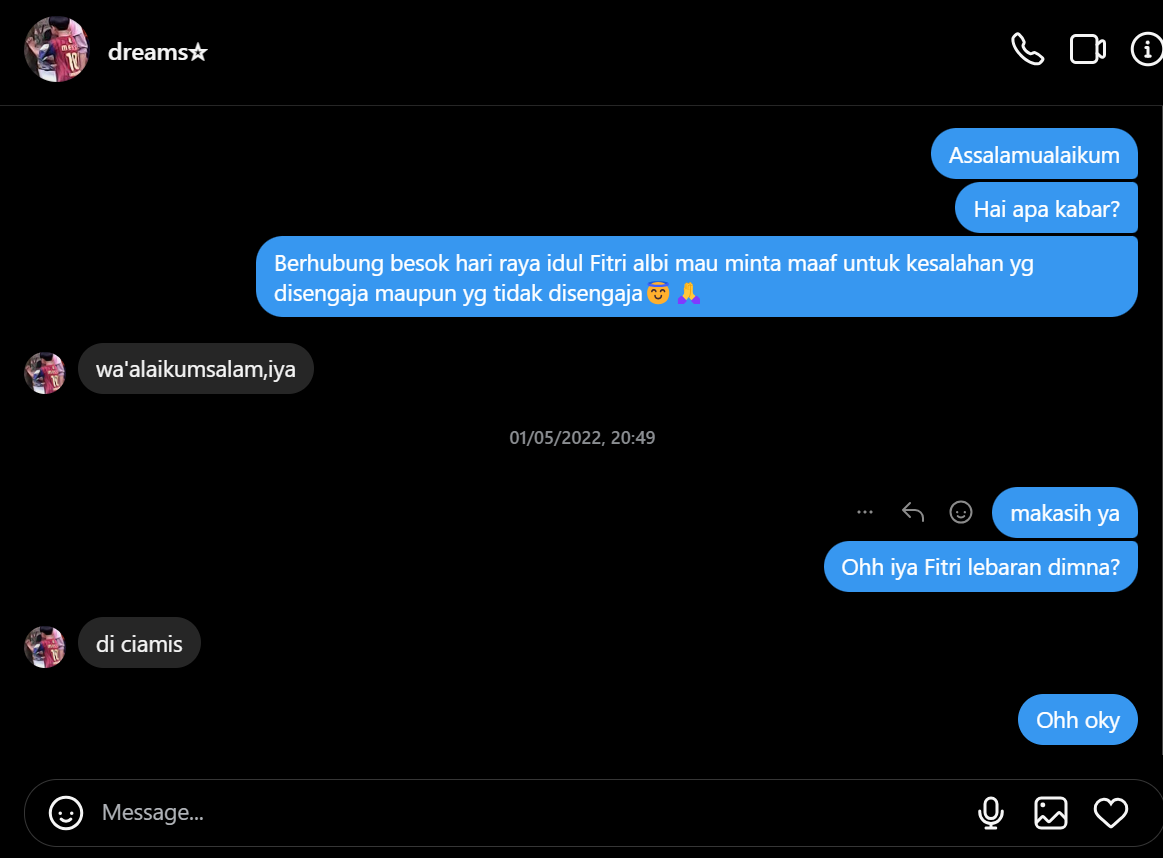 dreams☆
Assalamualaikum
Hai apa kabar?
Berhubung besok hari raya idul Fitri albi mau minta maaf untuk kesalahan yg
disengaja maupun yg tidak disengaja😇🙏
wa'alaikumsalam,iya
01/05/2022, 20:49
makasih ya
Ohh iya Fitri lebaran dimna?
di ciamis
Ohh oky
Message...